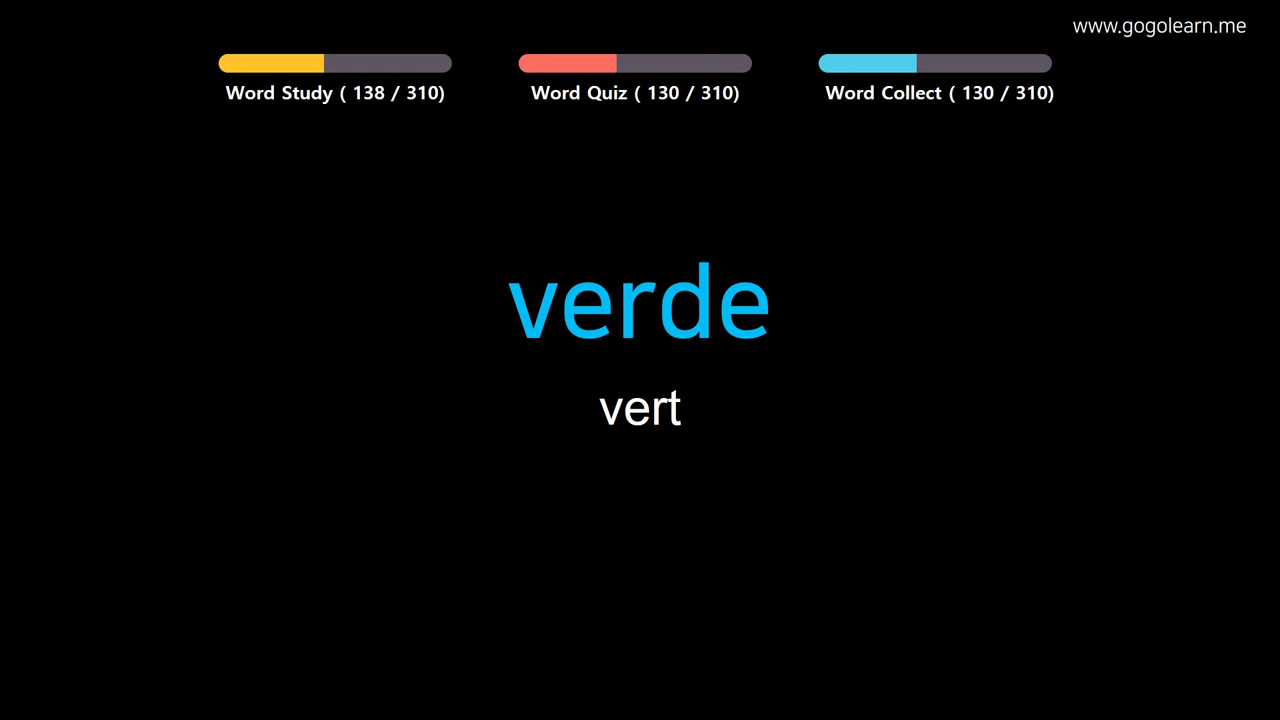 www.gogolearn.me
Word Study ( 138 / 310)
Word Quiz ( 130 / 310)
Word Collect ( 130 / 310)
verde
vert